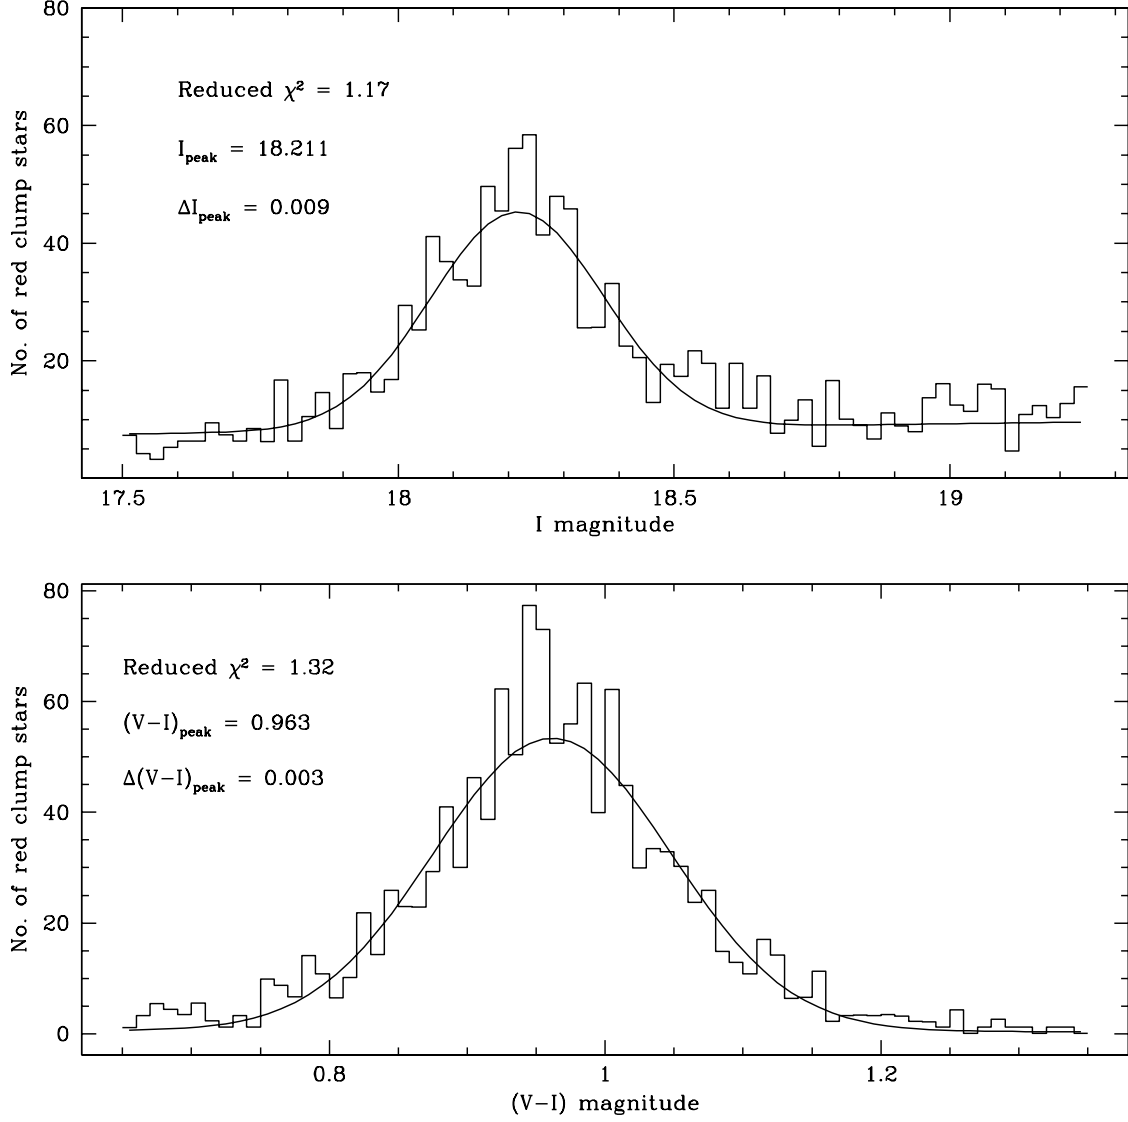 80
60
40
20
No. of red clump stars
Reduced χ² = 1.17
I_peak = 18.211
ΔI_peak = 0.009
17.5 18 18.5 19
I magnitude
80
60
40
20
0
No. of red clump stars
Reduced χ² = 1.32
(V−I)_peak = 0.963
Δ(V−I)_peak = 0.003
0.8 1 1.2
(V−I) magnitude